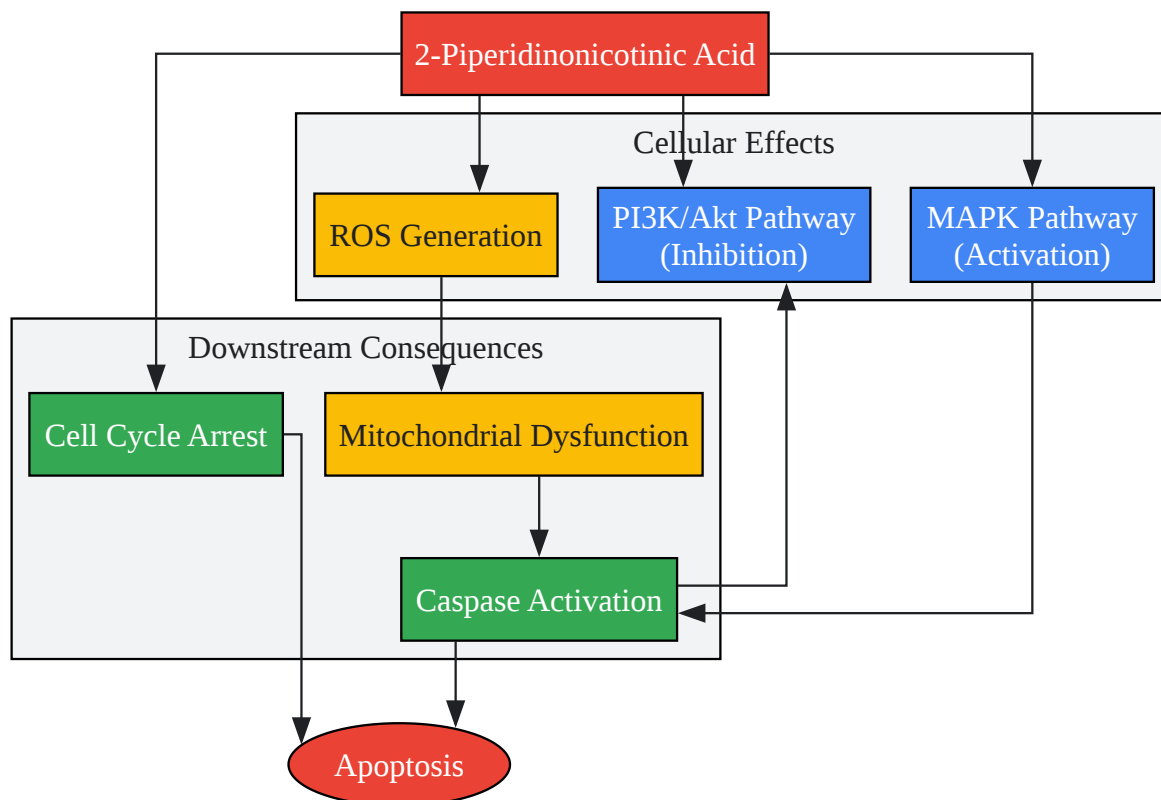 2-Piperidinonicotinic Acid
Cellular Effects
ROS Generation
PI3K/Akt Pathway
(Inhibition)
MAPK Pathway
(Activation)
Downstream Consequences
Cell Cycle Arrest
Mitochondrial Dysfunction
Caspase Activation
Apoptosis